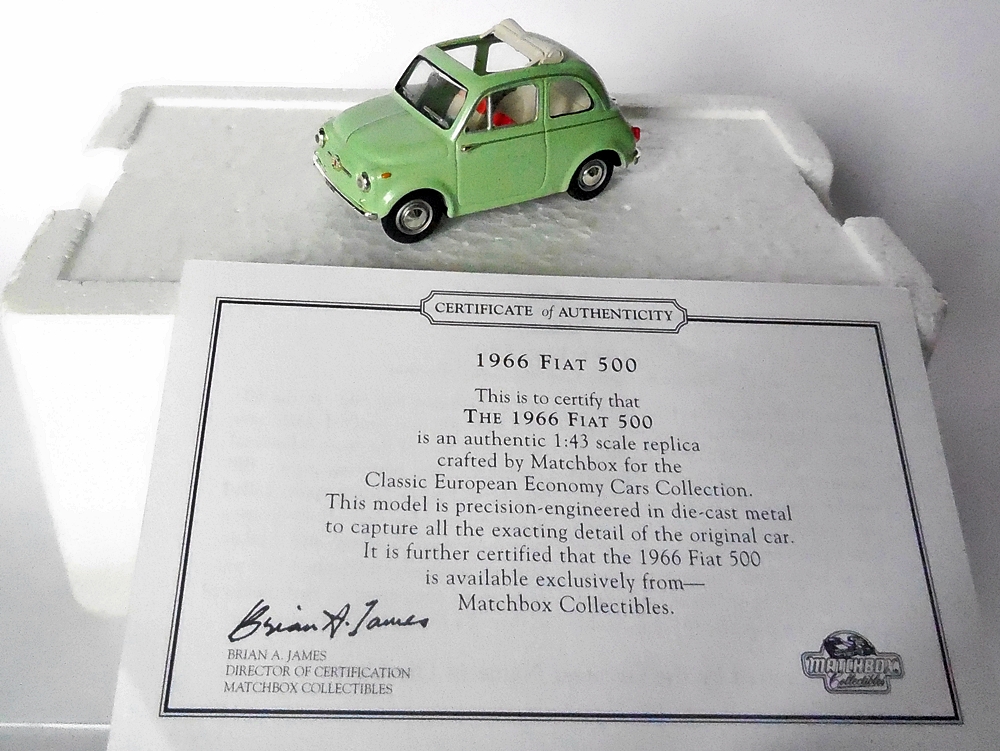 CERTIFICATE of AUTHENTICITY
1966 FIAT 500
This is to certify that
THE 1966 FIAT 500
is an authentic 1:43 scale replica
crafted by Matchbox for the
Classic European Economy Cars Collection.
This model is precision-engineered in die-cast metal
to capture all the exacting detail of the original car.
It is further certified that the 1966 Fiat 500
is available exclusively from—
Matchbox Collectibles.
Brian A. James
BRIAN A. JAMES
DIRECTOR OF CERTIFICATION
MATCHBOX COLLECTIBLES
MATCHBOX
Collectibles